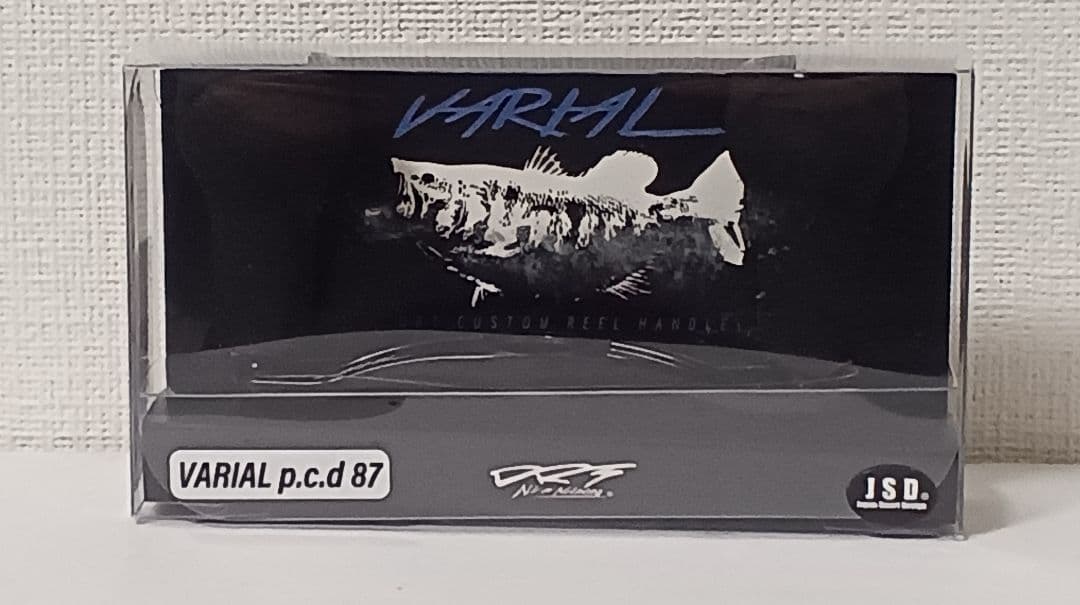 VARIAL
CUSTOM REEL HANDLE
VARIAL p.c.d 87
DRT
JSD.